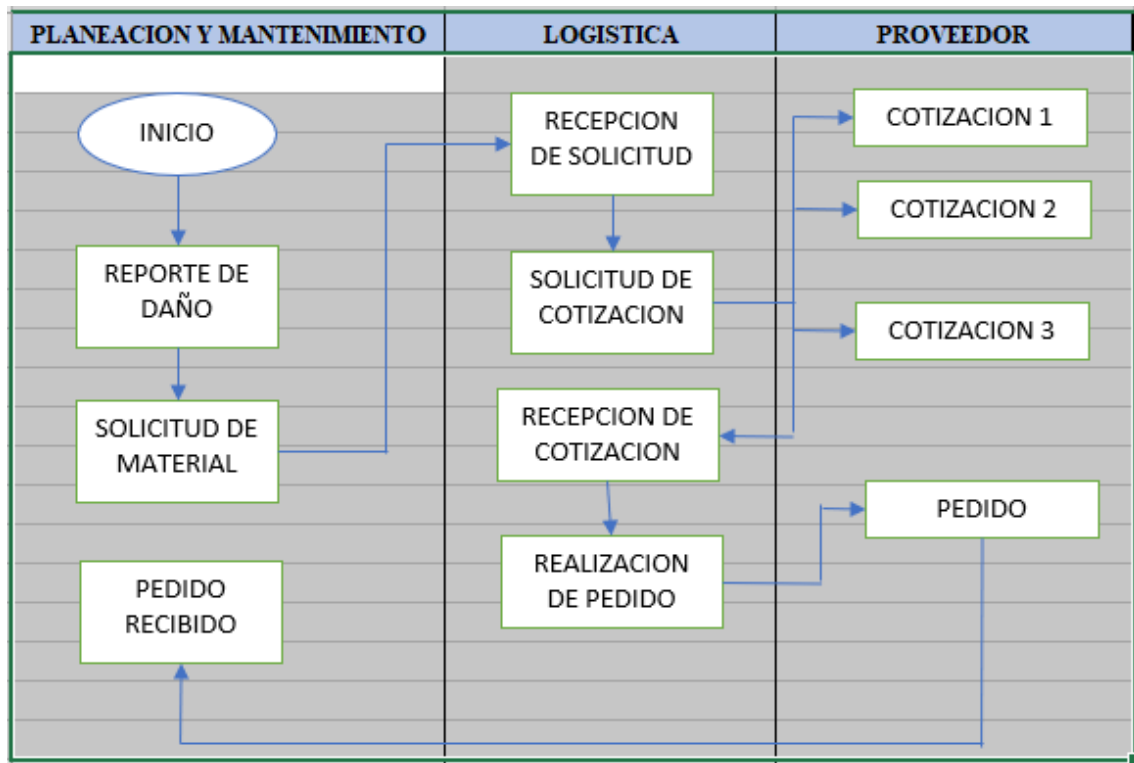 PLANEACION Y MANTENIMIENTO
LOGISTICA
PROVEEDOR
INICIO
REPORTE DE
DAÑO
SOLICITUD DE
MATERIAL
PEDIDO
RECIBIDO
RECEPCION
DE SOLICITUD
SOLICITUD DE
COTIZACION
RECEPCION DE
COTIZACION
REALIZACION
DE PEDIDO
COTIZACION 1
COTIZACION 2
COTIZACION 3
PEDIDO